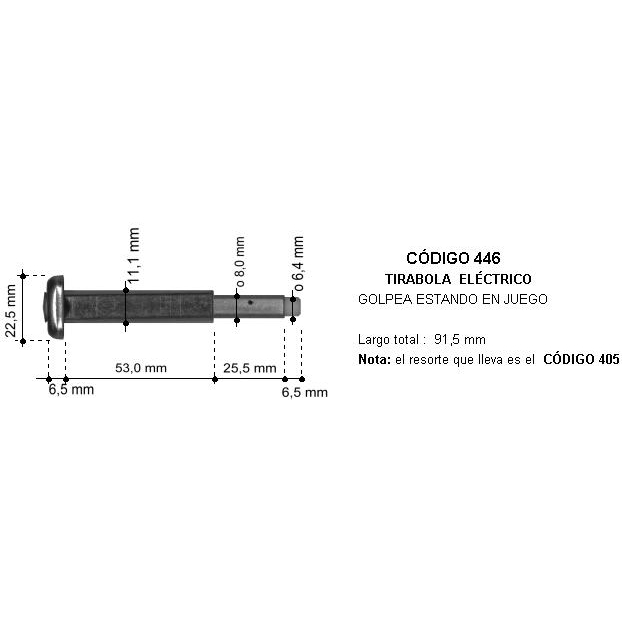 CÓDIGO 446
TIRABOLA ELÉCTRICO
GOLPEA ESTANDO EN JUEGO
Largo total : 91,5 mm
Nota: el resorte que lleva es el CÓDIGO 405
22,5 mm
11,1 mm
o 8,0 mm
o 6,4 mm
53,0 mm
25,5 mm
6,5 mm
6,5 mm